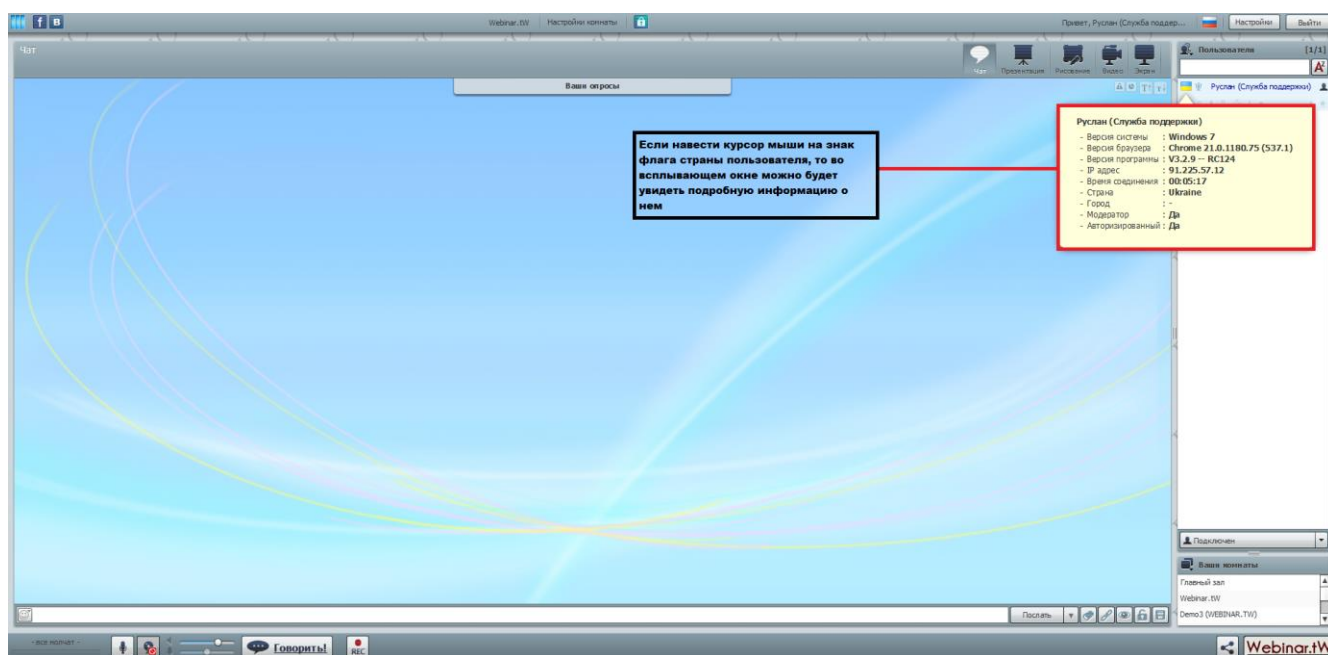 Webinar.tW Настройки комнаты
Привет, Руслан (Служба поддер...
Настройки
Выйти
Чат
Чат Презентация Рисование Видео Экран
Пользователи [1/1]
Ваши опросы
Руслан (Служба поддержки)
Если навести курсор мыши на знак
флага страны пользователя, то во
всплывающем окне можно будет
увидеть подробную информацию о
нем
Руслан (Служба поддержки)
- Версия системы : Windows 7
- Версия браузера : Chrome 21.0.1180.75 (537.1)
- Версия программы : V3.2.9 — RC124
- IP адрес : 91.225.57.12
- Время соединения : 00:05:17
- Страна : Ukraine
- Город : -
- Модератор : Да
- Авторизированный : Да
Подключен
Ваши комнаты
Главный зал
Webinar.tW
Demo3 (WEBINAR.TW)
Послать
- все молчат -
Говорить!
REC
Webinar.tW